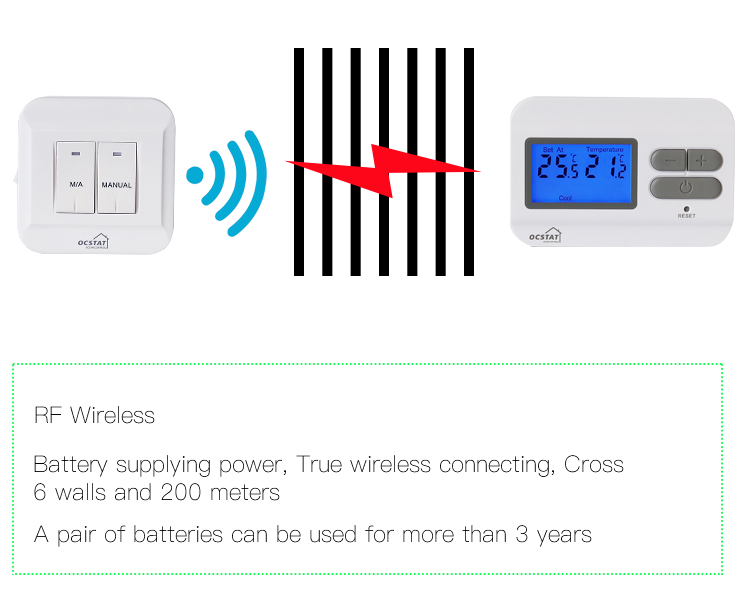 M/A
MANUAL
OCSTAT
Set At Temperature
25.5°C 21.2°C
Cool
− +
RESET
OCSTAT
RF Wireless
Battery supplying power, True wireless connecting, Cross
6 walls and 200 meters
A pair of batteries can be used for more than 3 years